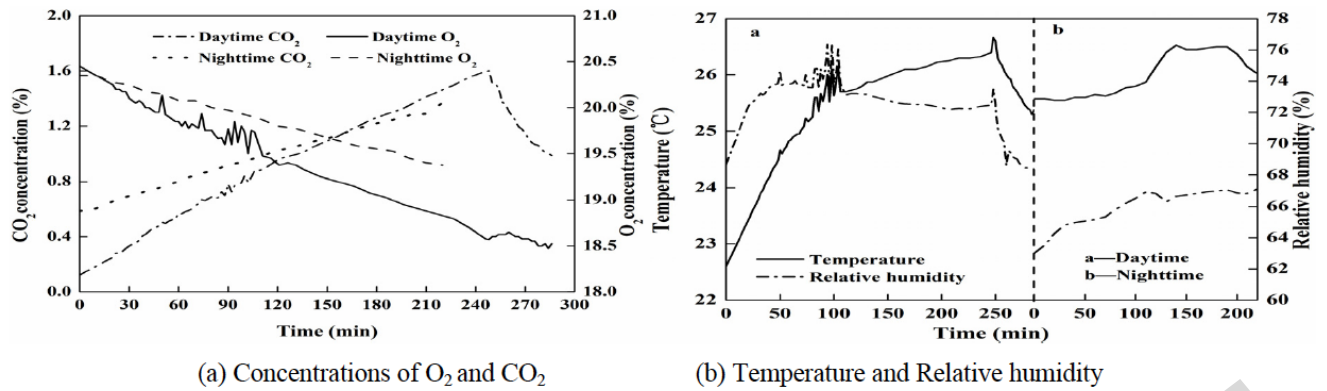 2.0
1.6
1.2
0.8
0.4
0.0
CO2 concentration (%)
Daytime CO2
Daytime O2
Nighttime CO2
Nighttime O2
21.0
20.5
20.0
19.5
19.0
18.5
18.0
O2 concentration (%)
0 30 60 90 120 150 180 210 240 270 300
Time (min)
(a) Concentrations of O2 and CO2
27
26
25
24
23
22
Temperature (℃)
a
b
Temperature
Relative humidity
a Daytime
b Nighttime
78
76
74
72
70
68
66
64
62
60
Relative humidity (%)
0 50 100 150 200 250 0 50 100 150 200
Time (min)
(b) Temperature and Relative humidity